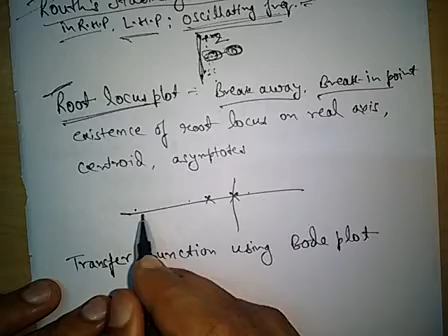 Routh's
in R.H.P, L.H.P; Oscillating freq.
Root locus plot - Break away, Break-in point
existence of root locus on real axis,
centroid, asymptotes
Transfer function using Bode plot